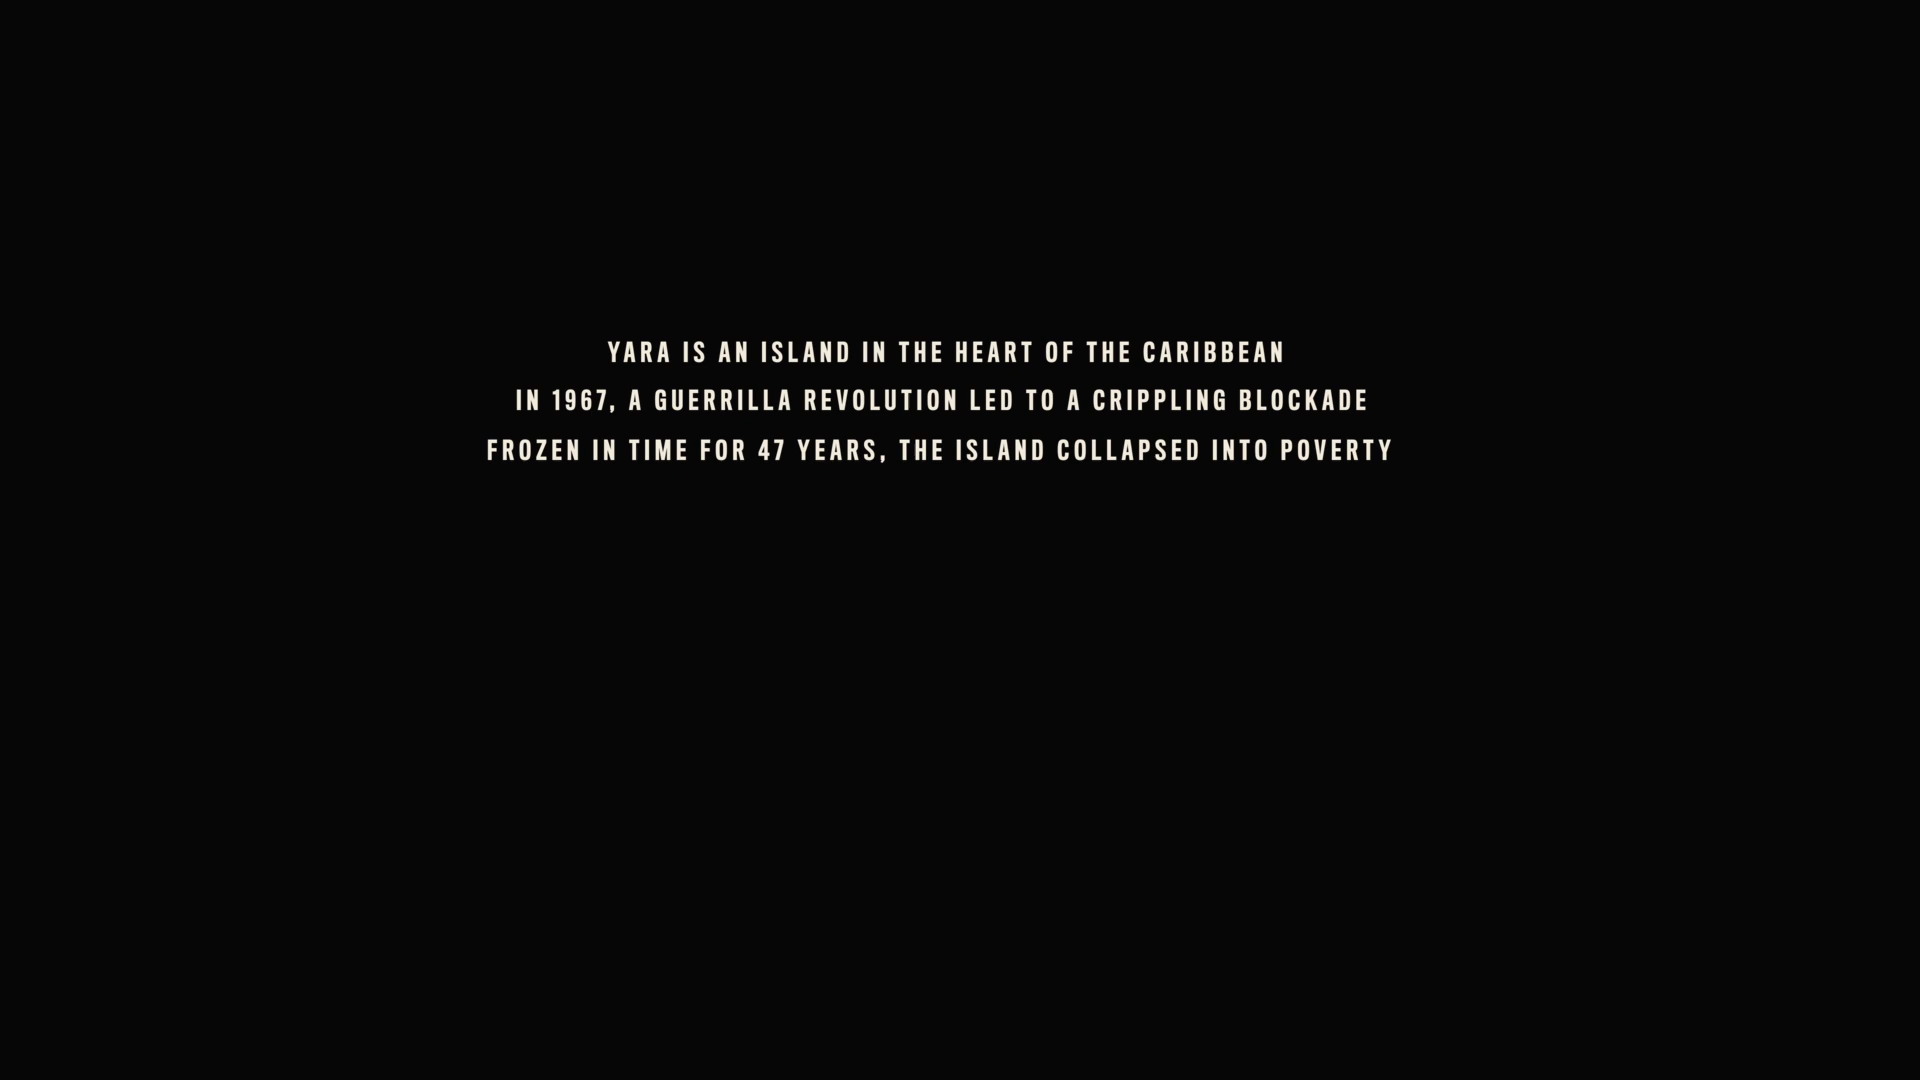 YARA IS AN ISLAND IN THE HEART OF THE CARIBBEAN
IN 1967, A GUERRILLA REVOLUTION LED TO A CRIPPLING BLOCKADE
FROZEN IN TIME FOR 47 YEARS, THE ISLAND COLLAPSED INTO POVERTY